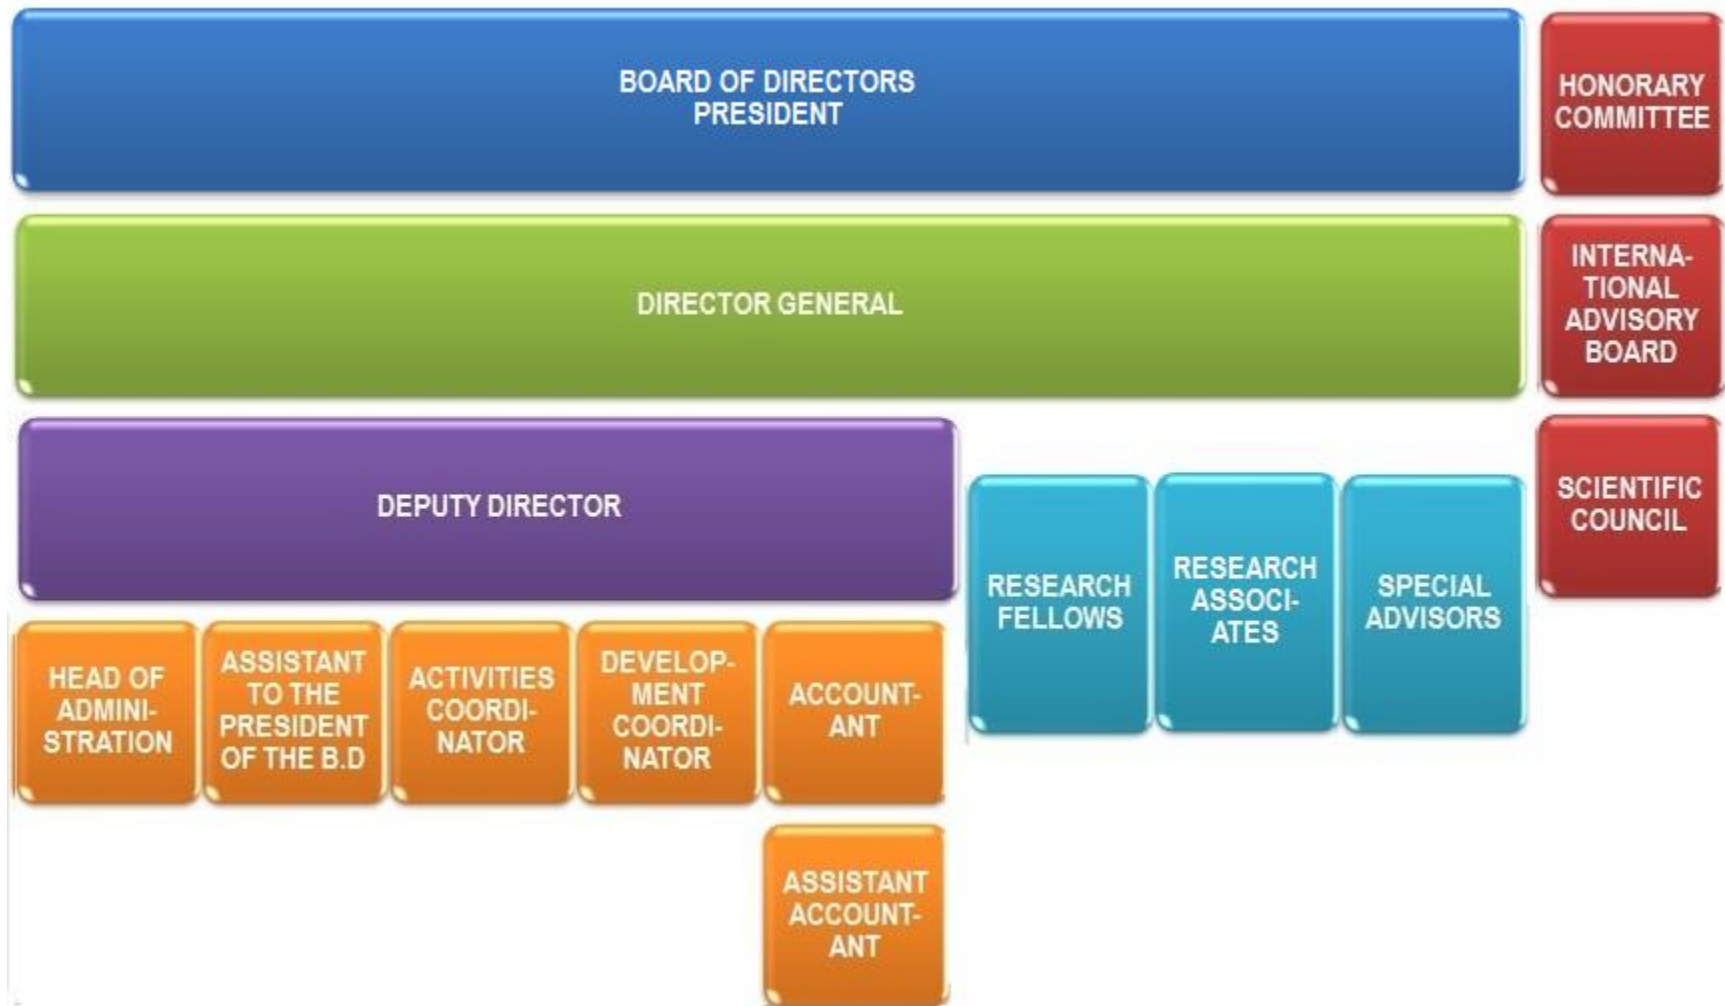 BOARD OF DIRECTORS
PRESIDENT
HONORARY
COMMITTEE
DIRECTOR GENERAL
INTERNA-
TIONAL
ADVISORY
BOARD
DEPUTY DIRECTOR
RESEARCH
FELLOWS
RESEARCH
ASSOCI-
ATES
SPECIAL
ADVISORS
SCIENTIFIC
COUNCIL
HEAD OF
ADMINI-
STRATION
ASSISTANT
TO THE
PRESIDENT
OF THE B.D
ACTIVITIES
COORDI-
NATOR
DEVELOP-
MENT
COORDI-
NATOR
ACCOUNT-
ANT
ASSISTANT
ACCOUNT-
ANT